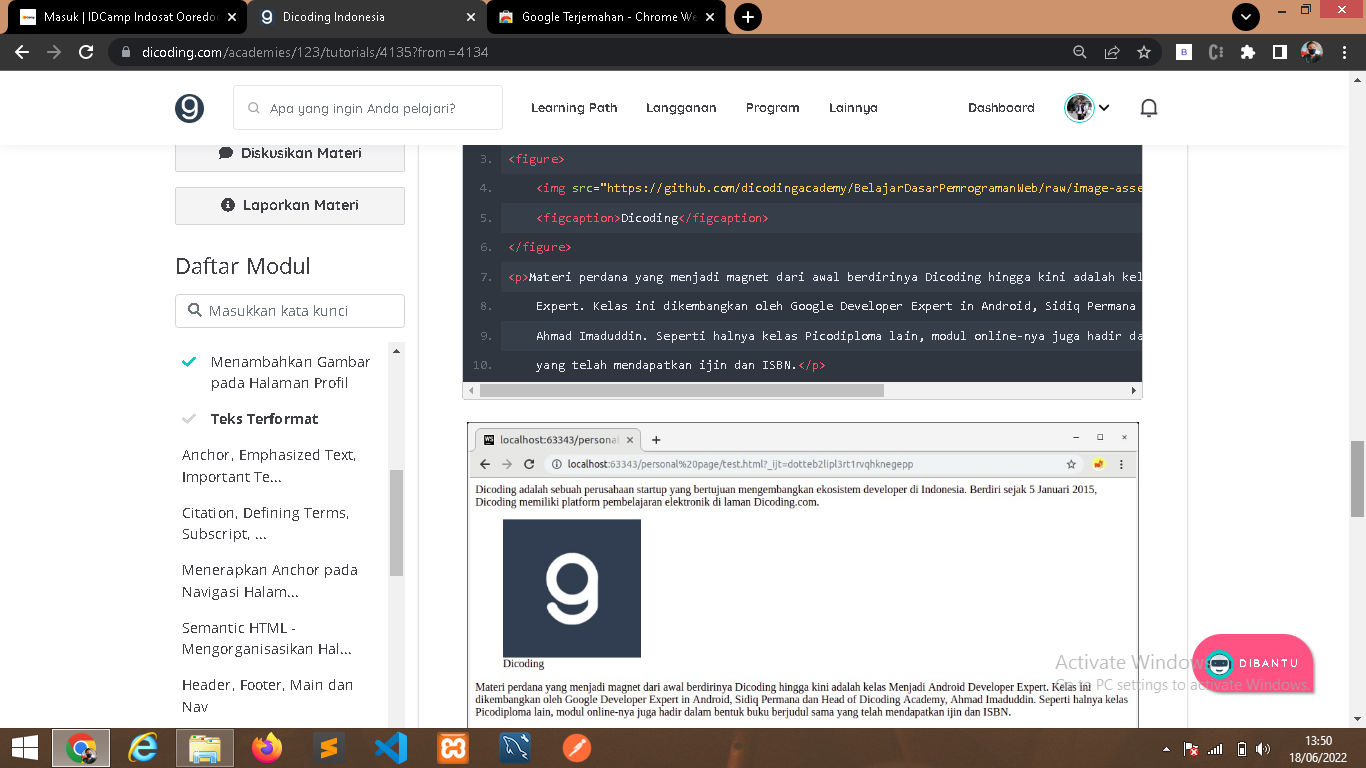 Masuk | IDCamp Indosat Ooredo
Dicoding Indonesia
Google Terjemahan - Chrome We
dicoding.com/academies/123/tutorials/4135?from=4134
Apa yang ingin Anda pelajari?
Learning Path
Langganan
Program
Lainnya
Dashboard
Diskusikan Materi
Laporkan Materi
Daftar Modul
Masukkan kata kunci
Menambahkan Gambar
pada Halaman Profil
Teks Terformat
Anchor, Emphasized Text,
Important Te...
Citation, Defining Terms,
Subscript, ...
Menerapkan Anchor pada
Navigasi Halam...
Semantic HTML -
Mengorganisasikan Hal...
Header, Footer, Main dan
Nav
3. <figure>
4. <img src="https://github.com/dicodingacademy/BelajarDasarPemrogramanWeb/raw/image-asse
5. <figcaption>Dicoding</figcaption>
6. </figure>
7. <p>Materi perdana yang menjadi magnet dari awal berdirinya Dicoding hingga kini adalah kel
8. Expert. Kelas ini dikembangkan oleh Google Developer Expert in Android, Sidiq Permana
9. Ahmad Imaduddin. Seperti halnya kelas Picodiploma lain, modul online-nya juga hadir da
10. yang telah mendapatkan ijin dan ISBN.</p>
localhost:63343/persona
localhost:63343/personal%20page/test.html?_ijt=dotteb2lipl3rt1rvqhknegepp
Dicoding adalah sebuah perusahaan startup yang bertujuan mengembangkan ekosistem developer di Indonesia. Berdiri sejak 5 Januari 2015,
Dicoding memiliki platform pembelajaran elektronik di laman Dicoding.com.
Dicoding
Materi perdana yang menjadi magnet dari awal berdirinya Dicoding hingga kini adalah kelas Menjadi Android Developer Expert. Kelas ini
dikembangkan oleh Google Developer Expert in Android, Sidiq Permana dan Head of Dicoding Academy, Ahmad Imaduddin. Seperti halnya kelas
Picodiploma lain, modul online-nya juga hadir dalam bentuk buku berjudul sama yang telah mendapatkan ijin dan ISBN.
Activate Windows
Go to PC settings to activate Windows.
DIBANTU
13:50
18/06/2022